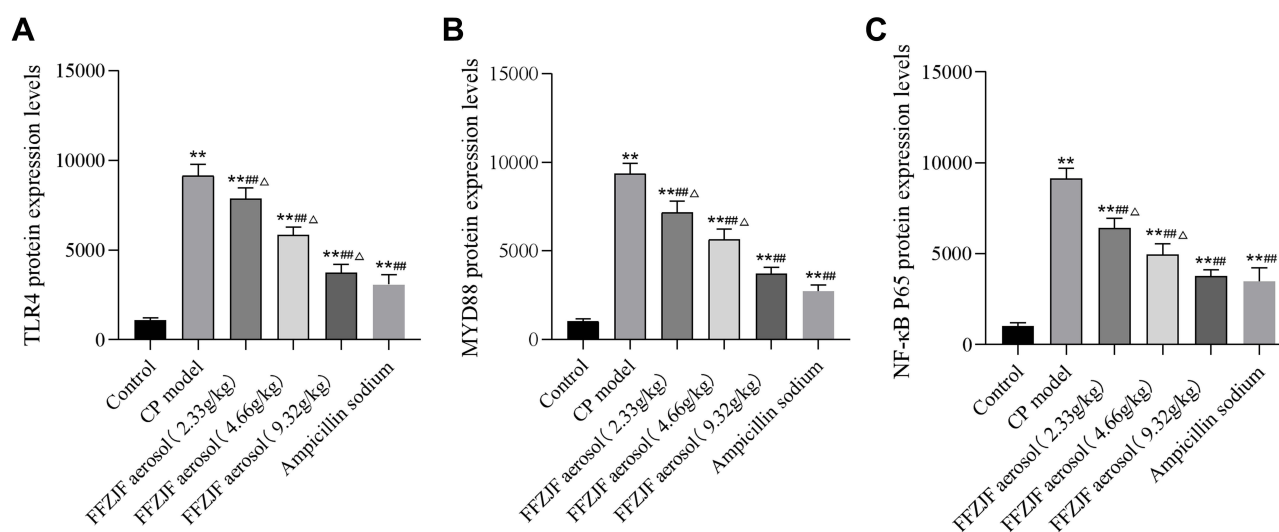 A
TLR4 protein expression levels
15000
10000
5000
0
**
**##△
**##△
**##△
**##
Control
CP model
FFZJF aerosol( 2.33g/kg)
FFZJF aerosol( 4.66g/kg)
FFZJF aerosol( 9.32g/kg)
Ampicillin sodium
B
MYD88 protein expression levels
15000
10000
5000
0
**
**##△
**##△
**##
**##
Control
CP model
FFZJF aerosol( 2.33g/kg)
FFZJF aerosol( 4.66g/kg)
FFZJF aerosol( 9.32g/kg)
Ampicillin sodium
C
NF-κB P65 protein expression levels
15000
10000
5000
0
**
**##△
**##△
**##
**##
Control
CP model
FFZJF aerosol( 2.33g/kg)
FFZJF aerosol( 4.66g/kg)
FFZJF aerosol( 9.32g/kg)
Ampicillin sodium